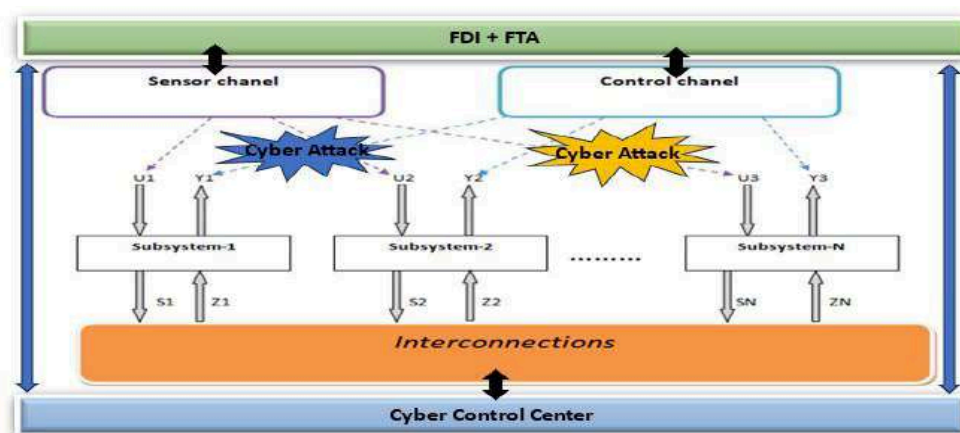 FDI + FTA
Sensor chanel Control chanel
Cyber Attack Cyber Attack
U1 Y1 U2 Y2 U3 Y3
Subsystem-1 Subsystem-2 ......... Subsystem-N
S1 Z1 S2 Z2 SN ZN
Interconnections
Cyber Control Center